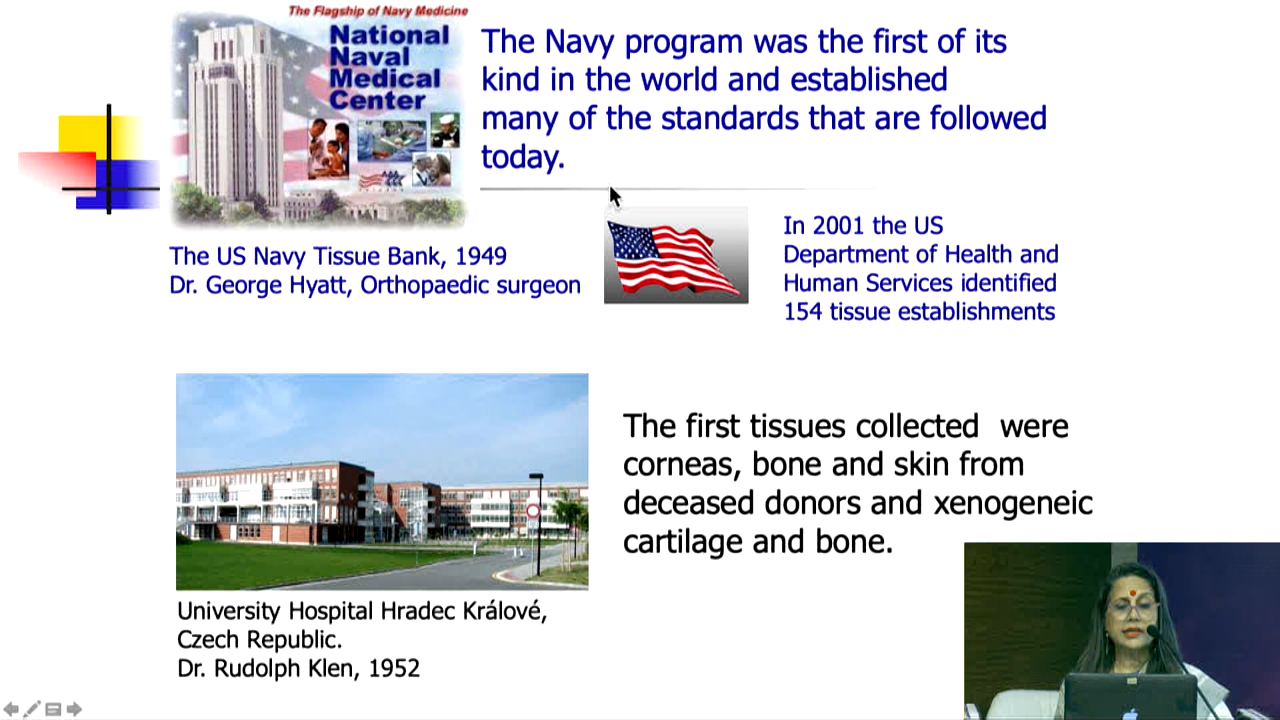 The Flagship of Navy Medicine
National
Naval
Medical
Center
The Navy program was the first of its
kind in the world and established
many of the standards that are followed
today.
The US Navy Tissue Bank, 1949
Dr. George Hyatt, Orthopaedic surgeon
In 2001 the US
Department of Health and
Human Services identified
154 tissue establishments
The first tissues collected were
corneas, bone and skin from
deceased donors and xenogeneic
cartilage and bone.
University Hospital Hradec Králové,
Czech Republic.
Dr. Rudolph Klen, 1952